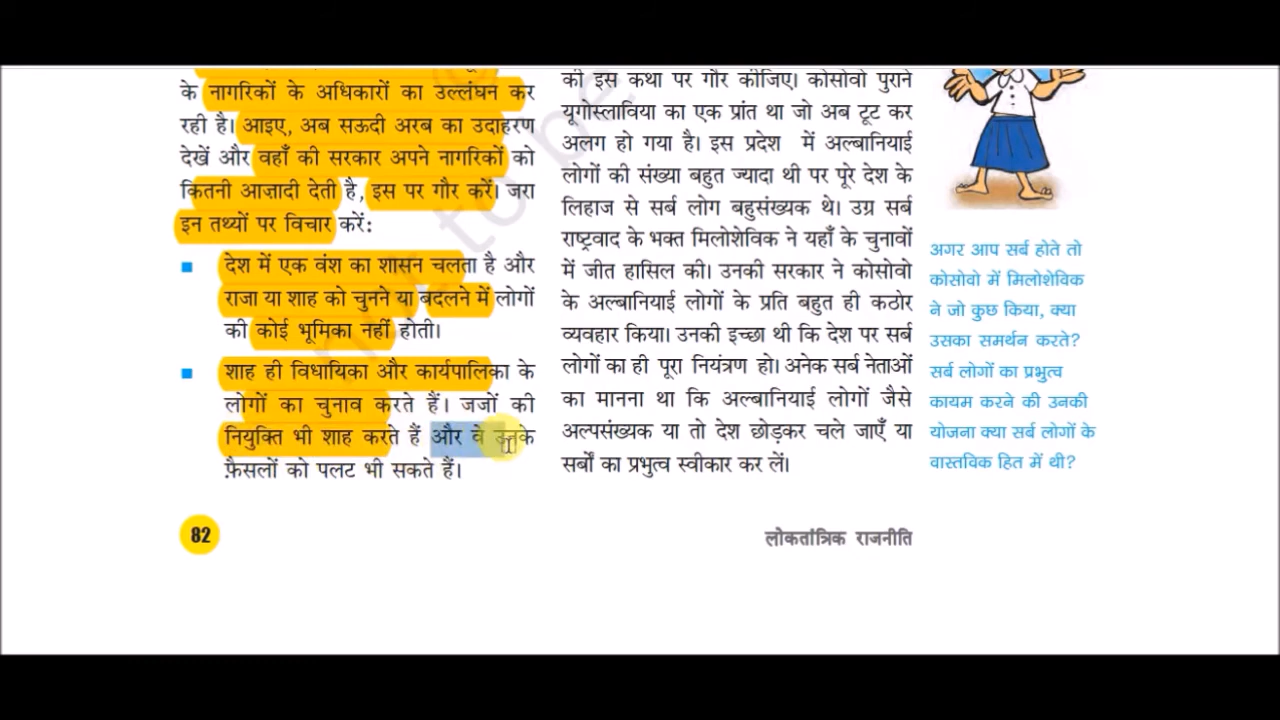 के नागरिकों के अधिकारों का उल्लंघन कर
रही है। आइए, अब सऊदी अरब का उदाहरण
देखें और वहाँ की सरकार अपने नागरिकों को
कितनी आज़ादी देती है, इस पर गौर करें। जरा
इन तथ्यों पर विचार करें:
देश में एक वंश का शासन चलता है और
राजा या शाह को चुनने या बदलने में लोगों
की कोई भूमिका नहीं होती।
शाह ही विधायिका और कार्यपालिका के
लोगों का चुनाव करते हैं। जजों की
नियुक्ति भी शाह करते हैं और वे उनके
फ़ैसलों को पलट भी सकते हैं।
82
की इस कथा पर गौर कीजिए। कोसोवो पुराने
यूगोस्लाविया का एक प्रांत था जो अब टूट कर
अलग हो गया है। इस प्रदेश में अल्बानियाई
लोगों की संख्या बहुत ज्यादा थी पर पूरे देश के
लिहाज से सर्ब लोग बहुसंख्यक थे। उग्र सर्ब
राष्ट्रवाद के भक्त मिलोशेविक ने यहाँ के चुनावों
में जीत हासिल की। उनकी सरकार ने कोसोवो
के अल्बानियाई लोगों के प्रति बहुत ही कठोर
व्यवहार किया। उनकी इच्छा थी कि देश पर सर्ब
लोगों का ही पूरा नियंत्रण हो। अनेक सर्ब नेताओं
का मानना था कि अल्बानियाई लोगों जैसे
अल्पसंख्यक या तो देश छोड़कर चले जाएँ या
सर्बों का प्रभुत्व स्वीकार कर लें।
लोकतांत्रिक राजनीति
अगर आप सर्ब होते तो
कोसोवो में मिलोशेविक
ने जो कुछ किया, क्या
उसका समर्थन करते?
सर्ब लोगों का प्रभुत्व
कायम करने की उनकी
योजना क्या सर्ब लोगों के
वास्तविक हित में थी?